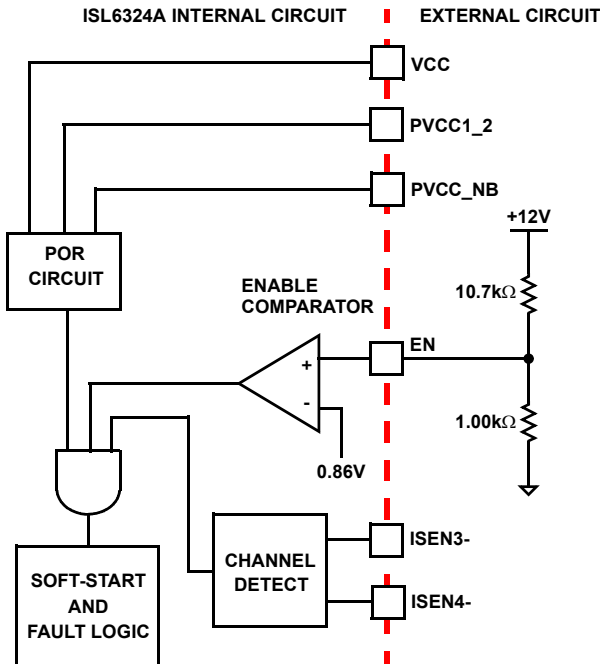 ISL6324A INTERNAL CIRCUIT
EXTERNAL CIRCUIT
VCC
PVCC1_2
PVCC_NB
+12V
POR
CIRCUIT
10.7kΩ
ENABLE
COMPARATOR
EN
+
-
1.00kΩ
0.86V
ISEN3-
CHANNEL
DETECT
ISEN4-
SOFT-START
AND
FAULT LOGIC